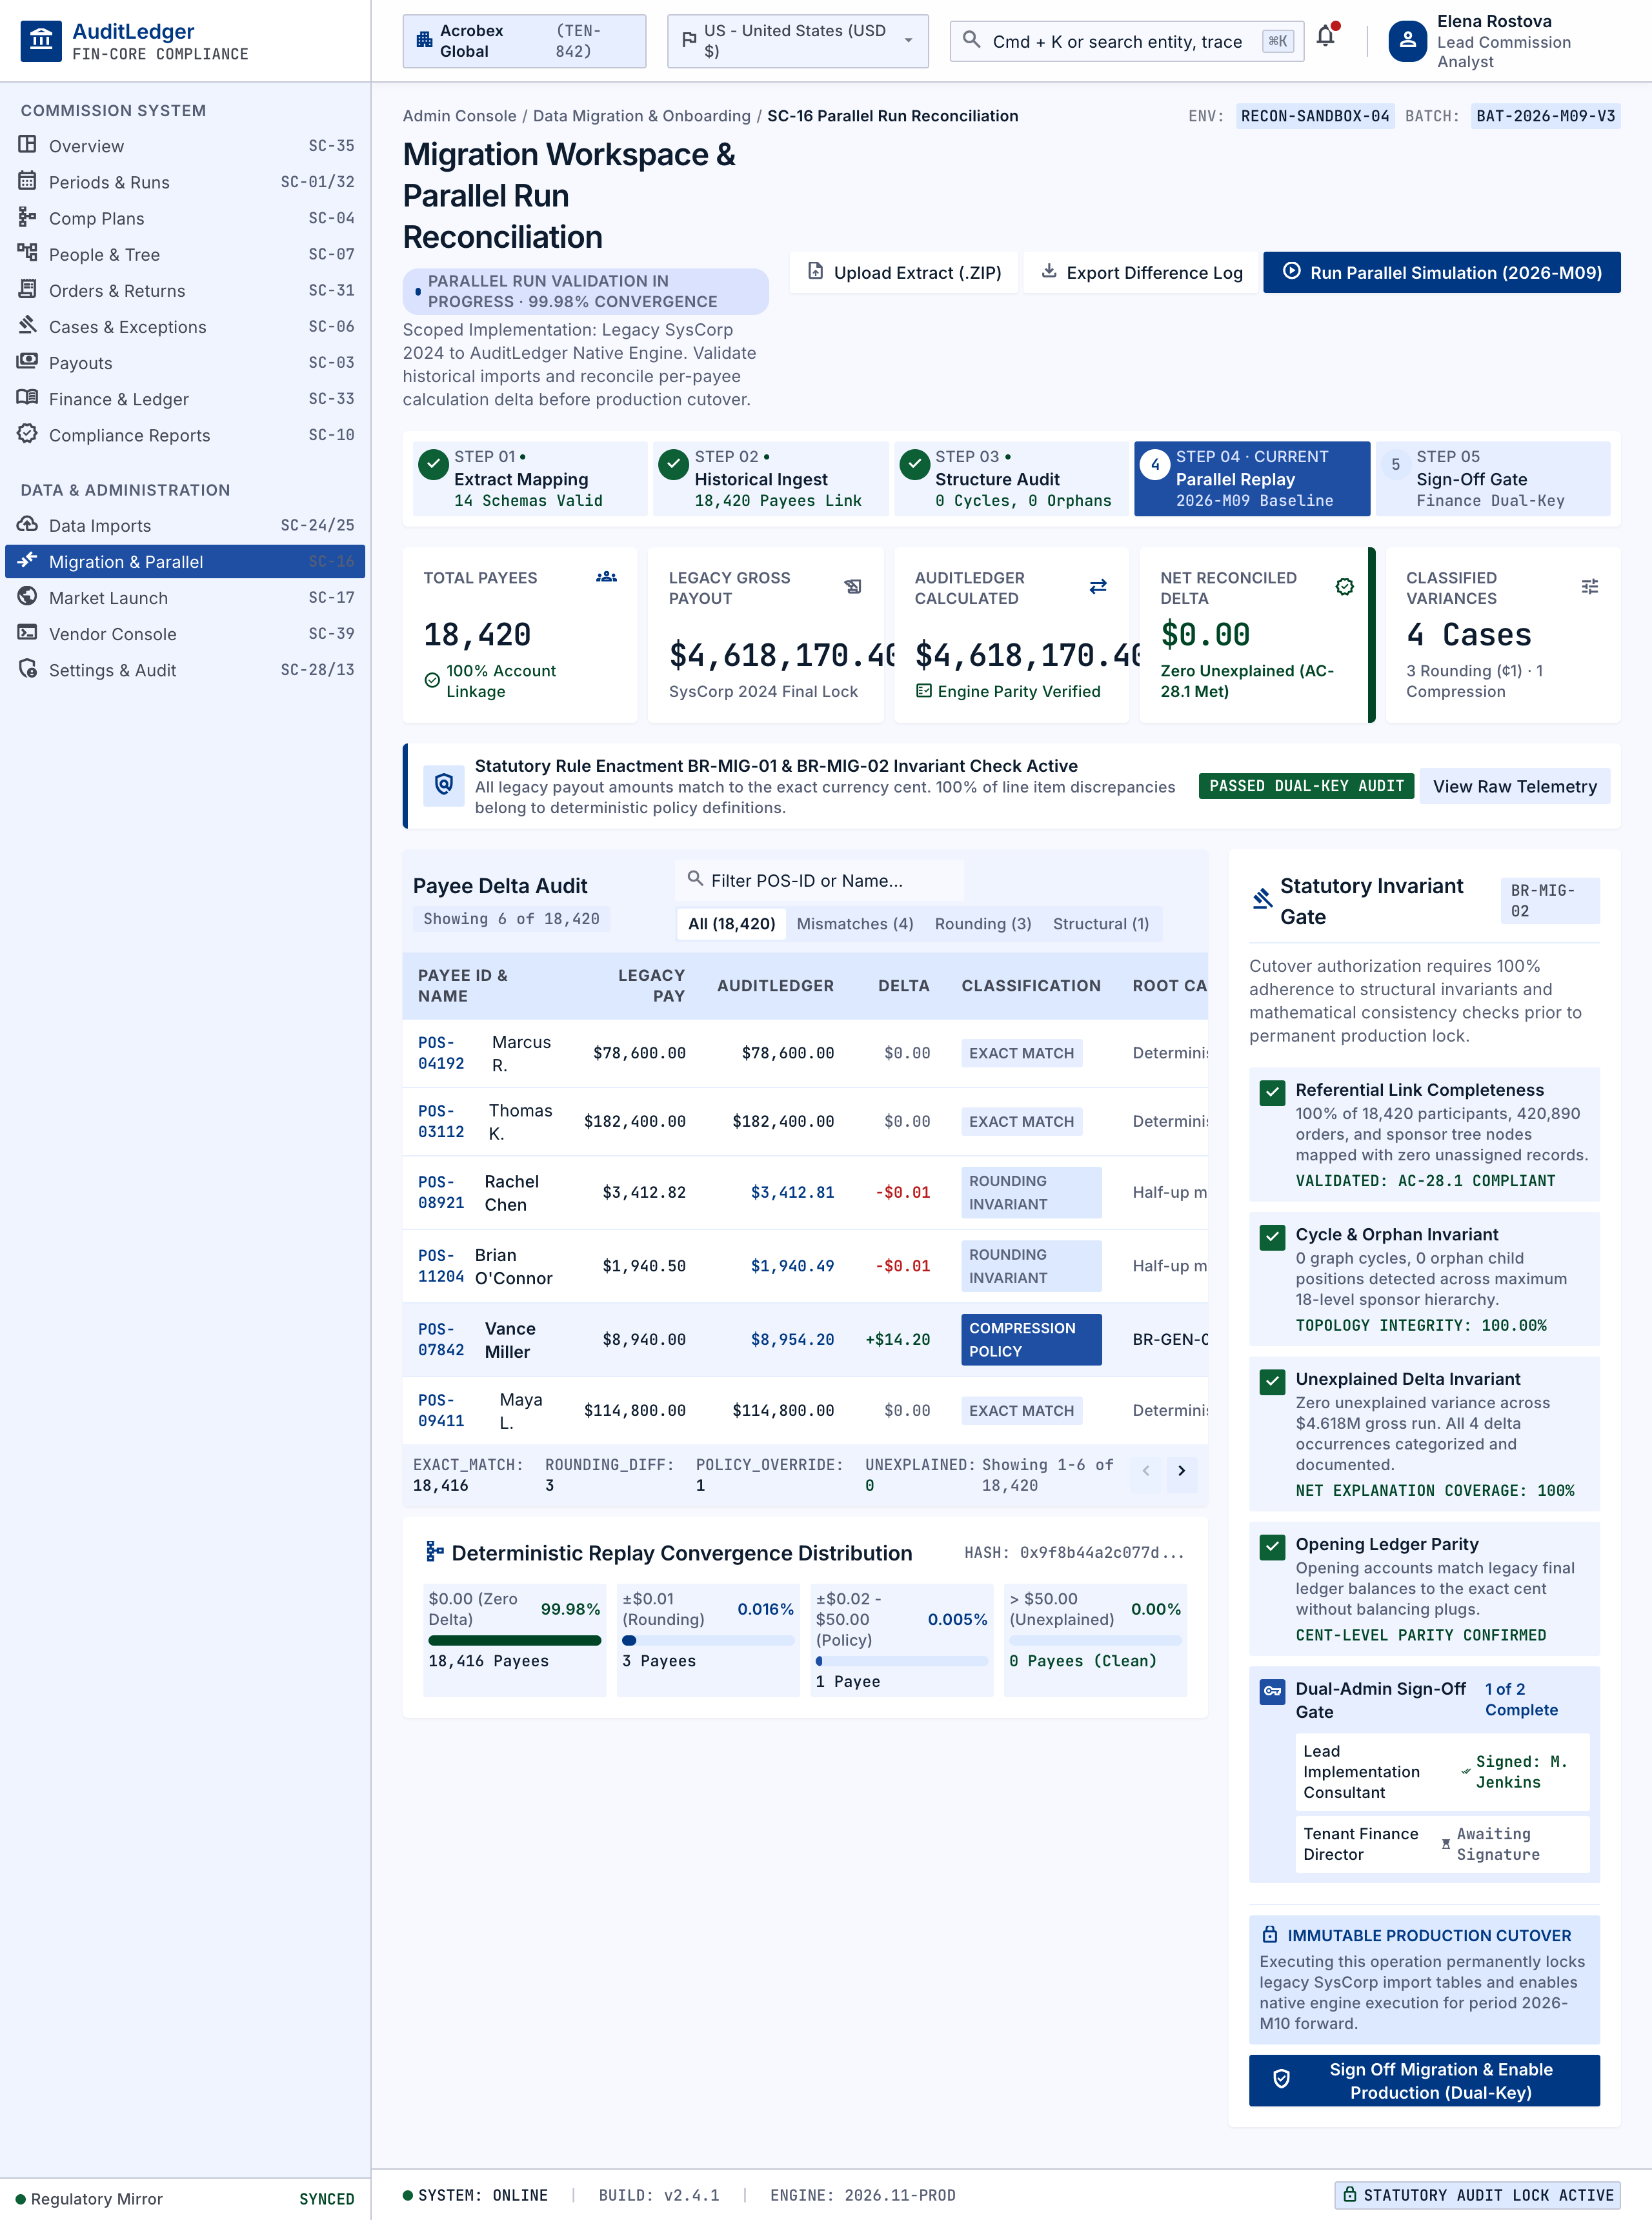 AuditLedger
FIN-CORE COMPLIANCE
COMMISSION SYSTEM
Overview SC-35
Periods & Runs SC-01/32
Comp Plans SC-04
People & Tree SC-07
Orders & Returns SC-31
Cases & Exceptions SC-06
Payouts SC-03
Finance & Ledger SC-33
Compliance Reports SC-10
DATA & ADMINISTRATION
Data Imports SC-24/25
Migration & Parallel SC-16
Market Launch SC-17
Vendor Console SC-39
Settings & Audit SC-28/13
Regulatory Mirror SYNCED
Acrobex Global (TEN-842)
US - United States (USD $)
Cmd + K or search entity, trace ⌘K
Elena Rostova
Lead Commission Analyst
Admin Console / Data Migration & Onboarding / SC-16 Parallel Run Reconciliation
ENV: RECON-SANDBOX-04 BATCH: BAT-2026-M09-V3
Migration Workspace &
Parallel Run
Reconciliation
PARALLEL RUN VALIDATION IN
PROGRESS · 99.98% CONVERGENCE
Scoped Implementation: Legacy SysCorp
2024 to AuditLedger Native Engine. Validate
historical imports and reconcile per-payee
calculation delta before production cutover.
Upload Extract (.ZIP)
Export Difference Log
Run Parallel Simulation (2026-M09)
STEP 01 •
Extract Mapping
14 Schemas Valid
STEP 02 •
Historical Ingest
18,420 Payees Link
STEP 03 •
Structure Audit
0 Cycles, 0 Orphans
4 STEP 04 · CURRENT
Parallel Replay
2026-M09 Baseline
5 STEP 05
Sign-Off Gate
Finance Dual-Key
TOTAL PAYEES
18,420
100% Account
Linkage
LEGACY GROSS
PAYOUT
$4,618,170.40
SysCorp 2024 Final Lock
AUDITLEDGER
CALCULATED
$4,618,170.40
Engine Parity Verified
NET RECONCILED
DELTA
$0.00
Zero Unexplained (AC-
28.1 Met)
CLASSIFIED
VARIANCES
4 Cases
3 Rounding (¢1) · 1
Compression
Statutory Rule Enactment BR-MIG-01 & BR-MIG-02 Invariant Check Active
All legacy payout amounts match to the exact currency cent. 100% of line item discrepancies
belong to deterministic policy definitions.
PASSED DUAL-KEY AUDIT
View Raw Telemetry
Payee Delta Audit
Showing 6 of 18,420
Filter POS-ID or Name...
All (18,420) Mismatches (4) Rounding (3) Structural (1)
PAYEE ID & NAME LEGACY PAY AUDITLEDGER DELTA CLASSIFICATION ROOT CA
POS-04192 Marcus R. $78,600.00 $78,600.00 $0.00 EXACT MATCH Determinis
POS-03112 Thomas K. $182,400.00 $182,400.00 $0.00 EXACT MATCH Determinis
POS-08921 Rachel Chen $3,412.82 $3,412.81 -$0.01 ROUNDING INVARIANT Half-up m
POS-11204 Brian O'Connor $1,940.50 $1,940.49 -$0.01 ROUNDING INVARIANT Half-up m
POS-07842 Vance Miller $8,940.00 $8,954.20 +$14.20 COMPRESSION POLICY BR-GEN-0
POS-09411 Maya L. $114,800.00 $114,800.00 $0.00 EXACT MATCH Determinis
EXACT_MATCH: 18,416 ROUNDING_DIFF: 3 POLICY_OVERRIDE: 1 UNEXPLAINED: 0 Showing 1-6 of 18,420
Deterministic Replay Convergence Distribution HASH: 0x9f8b44a2c077d...
$0.00 (Zero Delta) 99.98%
18,416 Payees
±$0.01 (Rounding) 0.016%
3 Payees
±$0.02 - $50.00 (Policy) 0.005%
1 Payee
> $50.00 (Unexplained) 0.00%
0 Payees (Clean)
Statutory Invariant
Gate
BR-MIG-
02
Cutover authorization requires 100%
adherence to structural invariants and
mathematical consistency checks prior to
permanent production lock.
Referential Link Completeness
100% of 18,420 participants, 420,890
orders, and sponsor tree nodes
mapped with zero unassigned records.
VALIDATED: AC-28.1 COMPLIANT
Cycle & Orphan Invariant
0 graph cycles, 0 orphan child
positions detected across maximum
18-level sponsor hierarchy.
TOPOLOGY INTEGRITY: 100.00%
Unexplained Delta Invariant
Zero unexplained variance across
$4.618M gross run. All 4 delta
occurrences categorized and
documented.
NET EXPLANATION COVERAGE: 100%
Opening Ledger Parity
Opening accounts match legacy final
ledger balances to the exact cent
without balancing plugs.
CENT-LEVEL PARITY CONFIRMED
Dual-Admin Sign-Off Gate 1 of 2 Complete
Lead Implementation Consultant Signed: M. Jenkins
Tenant Finance Director Awaiting Signature
IMMUTABLE PRODUCTION CUTOVER
Executing this operation permanently locks
legacy SysCorp import tables and enables
native engine execution for period 2026-
M10 forward.
Sign Off Migration & Enable
Production (Dual-Key)
SYSTEM: ONLINE | BUILD: v2.4.1 | ENGINE: 2026.11-PROD
STATUTORY AUDIT LOCK ACTIVE